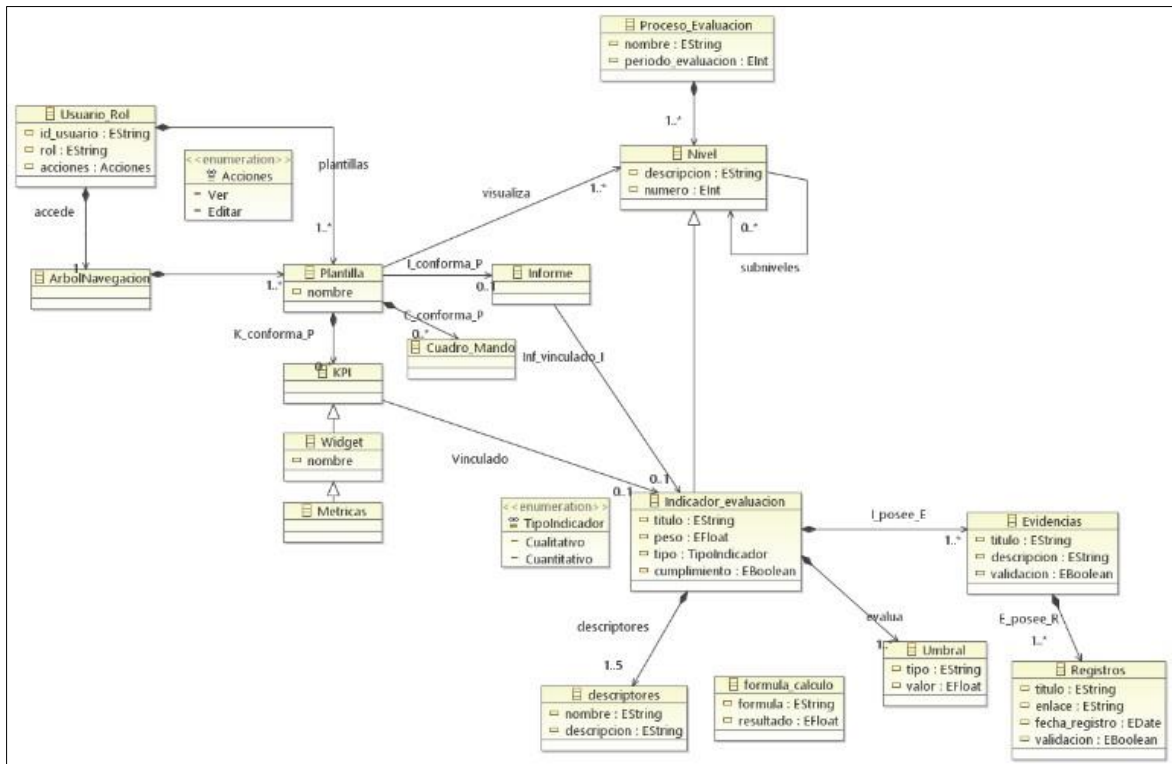 Proceso_Evaluacion
nombre : EString
periodo_evaluacion : EInt
1..*
Usuario_Rol
id_usuario : EString
rol : EString
acciones : Acciones
<<enumeration>>
Acciones
Ver
Editar
plantillas
1..*
accede
1
ArbolNavegacion
1..*
Nivel
descripcion : EString
numero : EInt
visualiza
1..*
0..*
subniveles
Plantilla
nombre
I_conforma_P
0..1
Informe
C_conforma_P
0..*
Cuadro_Mando
K_conforma_P
KPI
Inf_vinculado_I
0..1
Widget
nombre
Metricas
Vinculado
0..1
<<enumeration>>
TipoIndicador
Cualitativo
Cuantitativo
Indicador_evaluacion
titulo : EString
peso : EFloat
tipo : TipoIndicador
cumplimiento : EBoolean
I_posee_E
1..*
Evidencias
titulo : EString
descripcion : EString
validacion : EBoolean
E_posee_R
1..*
descriptores
1..5
evalua
1..*
Umbral
tipo : EString
valor : EFloat
descriptores
nombre : EString
descripcion : EString
formula_calculo
formula : EString
resultado : EFloat
Registros
titulo : EString
enlace : EString
fecha_registro : EDate
validacion : EBoolean